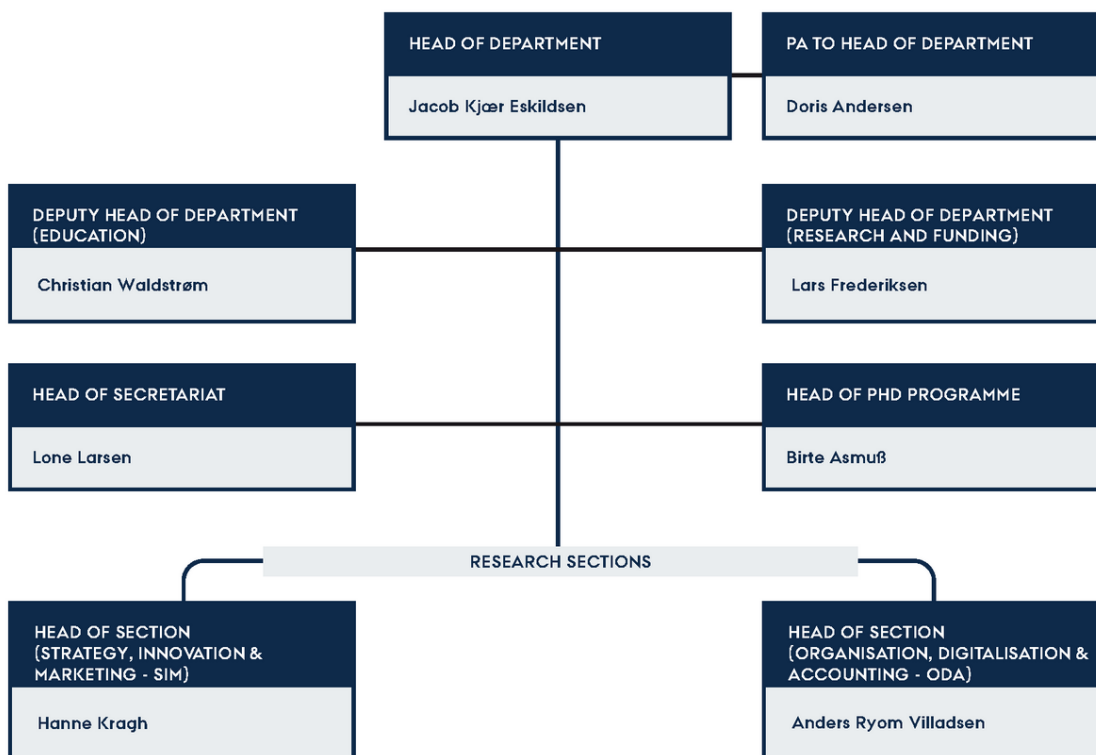 HEAD OF DEPARTMENT
Jacob Kjær Eskildsen
PA TO HEAD OF DEPARTMENT
Doris Andersen
DEPUTY HEAD OF DEPARTMENT
(EDUCATION)
Christian Waldstrøm
DEPUTY HEAD OF DEPARTMENT
(RESEARCH AND FUNDING)
Lars Frederiksen
HEAD OF SECRETARIAT
Lone Larsen
HEAD OF PHD PROGRAMME
Birte Asmuß
RESEARCH SECTIONS
HEAD OF SECTION
(STRATEGY, INNOVATION &
MARKETING - SIM)
Hanne Kragh
HEAD OF SECTION
(ORGANISATION, DIGITALISATION &
ACCOUNTING - ODA)
Anders Ryom Villadsen